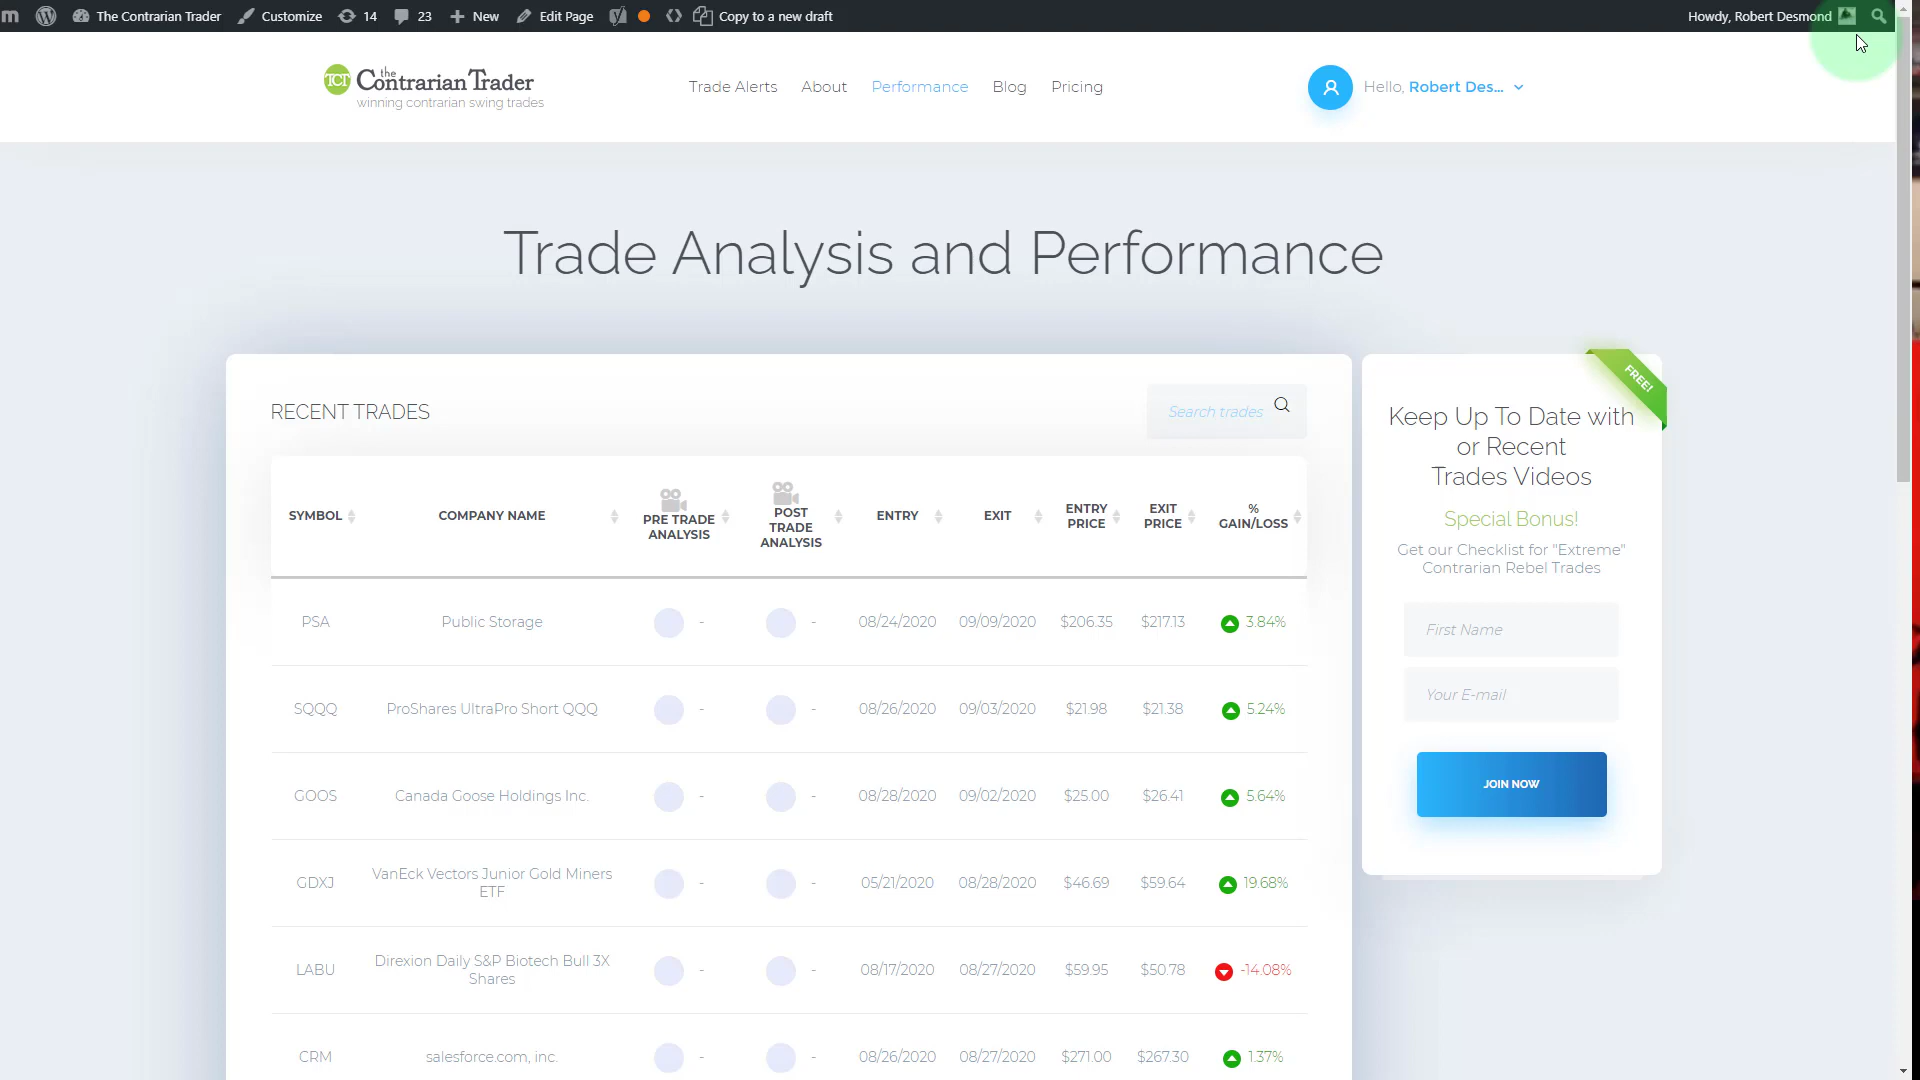 The Contrarian Trader Customize 14 23 New Edit Page Copy to a new draft Howdy, Robert Desmond
TCT the Contrarian Trader
winning contrarian swing trades
Trade Alerts About Performance Blog Pricing
Hello, Robert Des...
Trade Analysis and Performance
RECENT TRADES
Search trades
SYMBOL COMPANY NAME PRE TRADE ANALYSIS POST TRADE ANALYSIS ENTRY EXIT ENTRY PRICE EXIT PRICE % GAIN/LOSS
PSA Public Storage - - 08/24/2020 09/09/2020 $206.35 $217.13 3.84%
SQQQ ProShares UltraPro Short QQQ - - 08/26/2020 09/03/2020 $21.98 $21.38 5.24%
GOOS Canada Goose Holdings Inc. - - 08/28/2020 09/02/2020 $25.00 $26.41 5.64%
GDXJ VanEck Vectors Junior Gold Miners ETF - - 05/21/2020 08/28/2020 $46.69 $59.64 19.68%
LABU Direxion Daily S&P Biotech Bull 3X Shares - - 08/17/2020 08/27/2020 $59.95 $50.78 -14.08%
CRM salesforce.com, inc. - - 08/26/2020 08/27/2020 $271.00 $267.30 1.37%
FREE!
Keep Up To Date with
or Recent
Trades Videos
Special Bonus!
Get our Checklist for "Extreme"
Contrarian Rebel Trades
First Name
Your E-mail
JOIN NOW